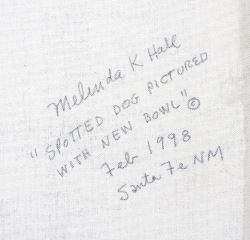 Melinda K Hall
"SPOTTED DOG PICTURED
WITH NEW BOWL" ©
Feb 1998
Santa Fe NM